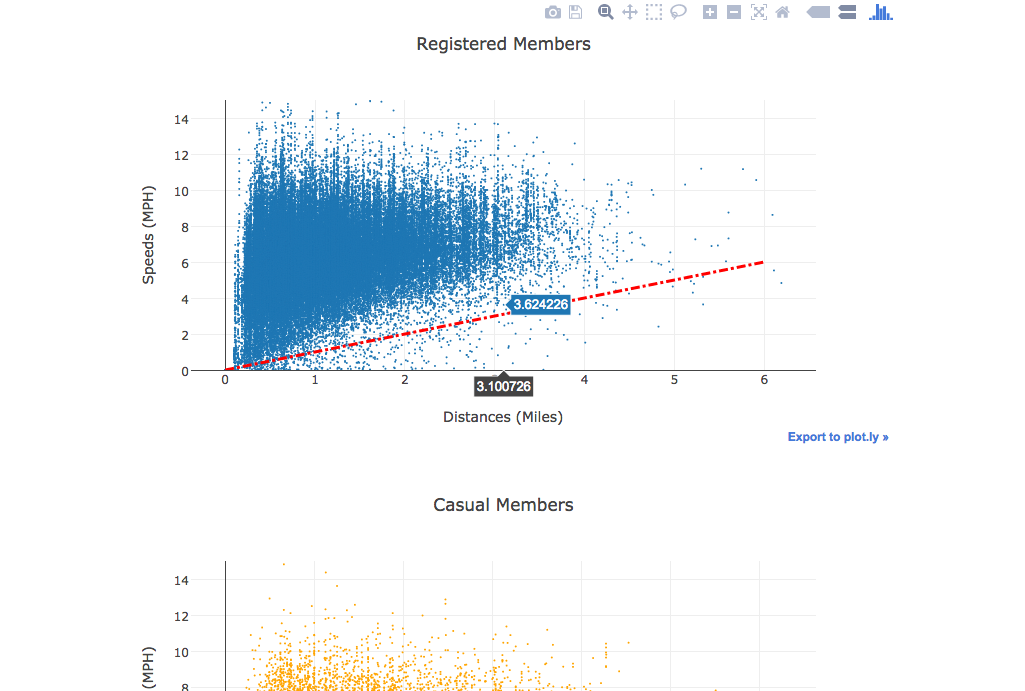 Registered Members
14
12
10
8
6
4
2
0
Speeds (MPH)
3.624226
0 1 2 4 5 6
3.100726
Distances (Miles)
Export to plot.ly »
Casual Members
14
12
10
8
(MPH)